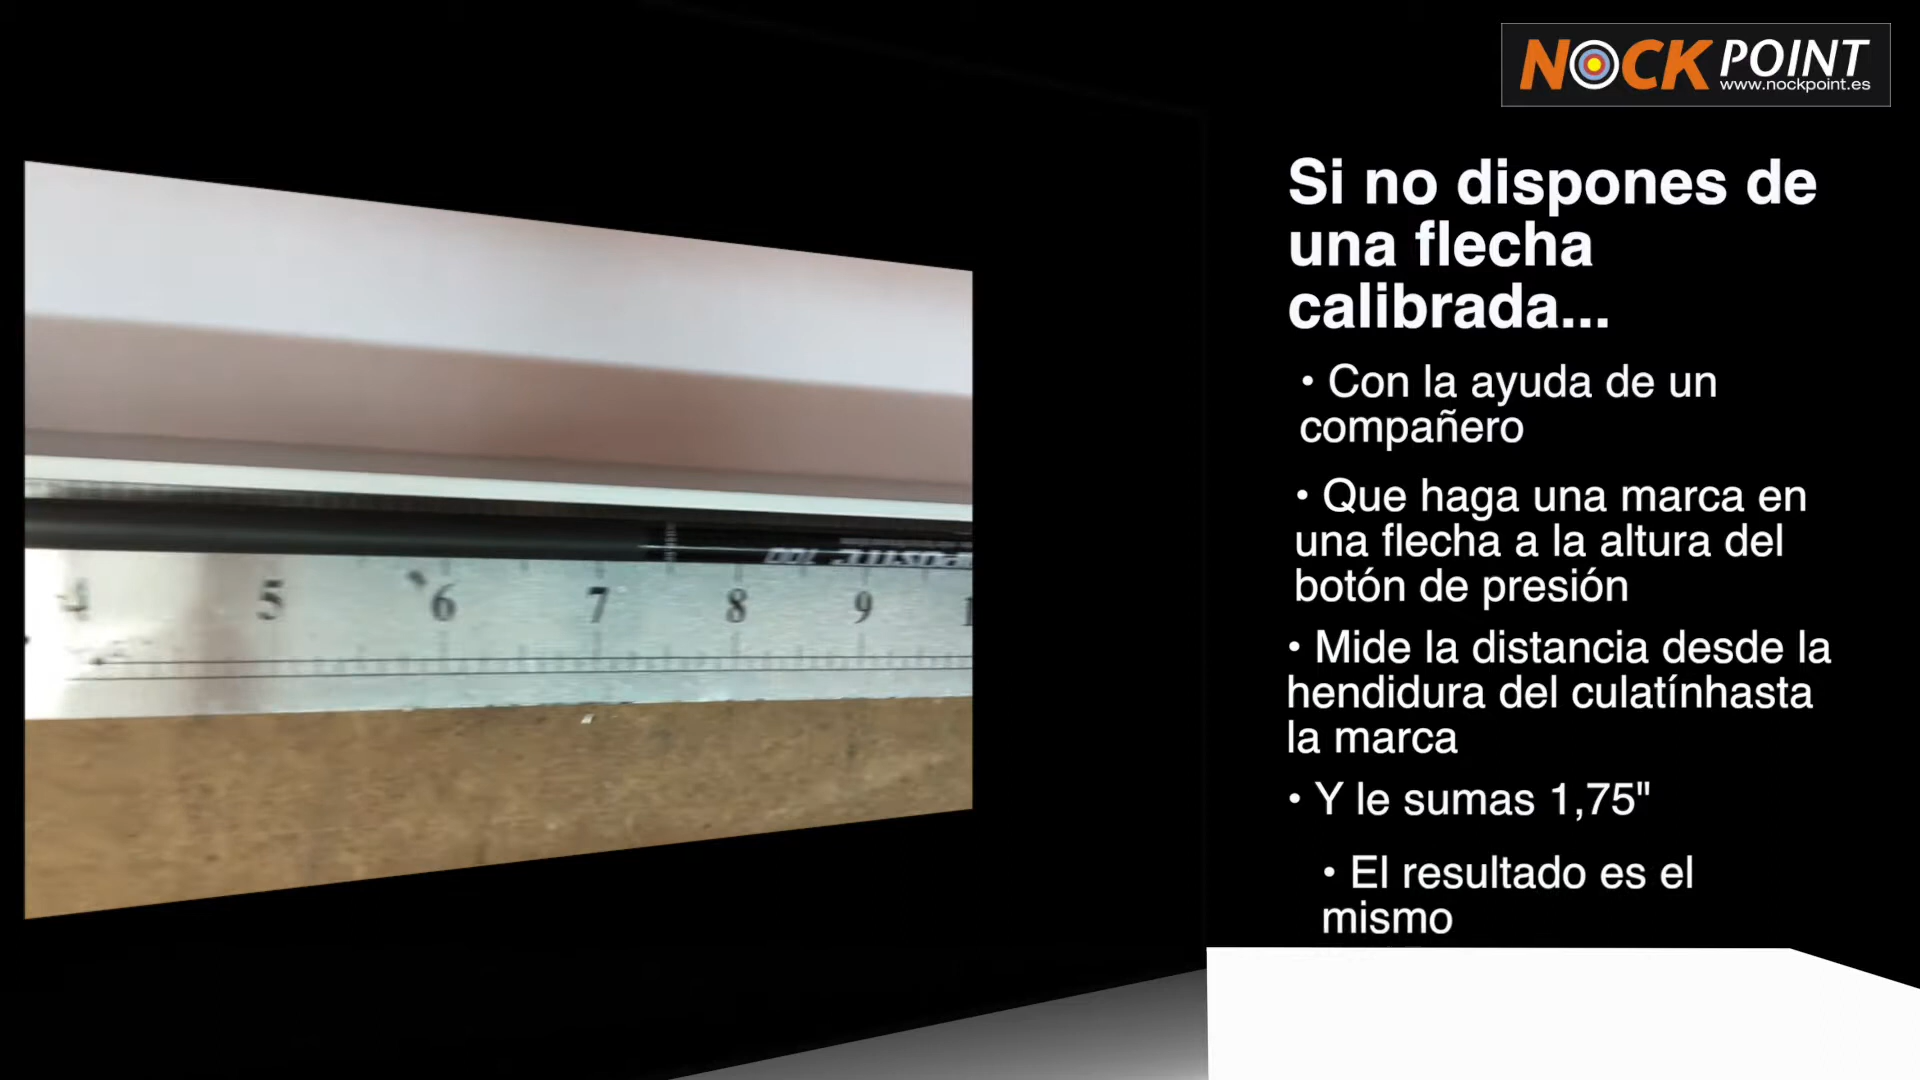 NOCK POINT
www.nockpoint.es
Si no dispones de
una flecha
calibrada...
• Con la ayuda de un
compañero
• Que haga una marca en
una flecha a la altura del
botón de presión
• Mide la distancia desde la
hendidura del culatínhasta
la marca
• Y le sumas 1,75"
• El resultado es el
mismo
700
4 5 6 7 8 9